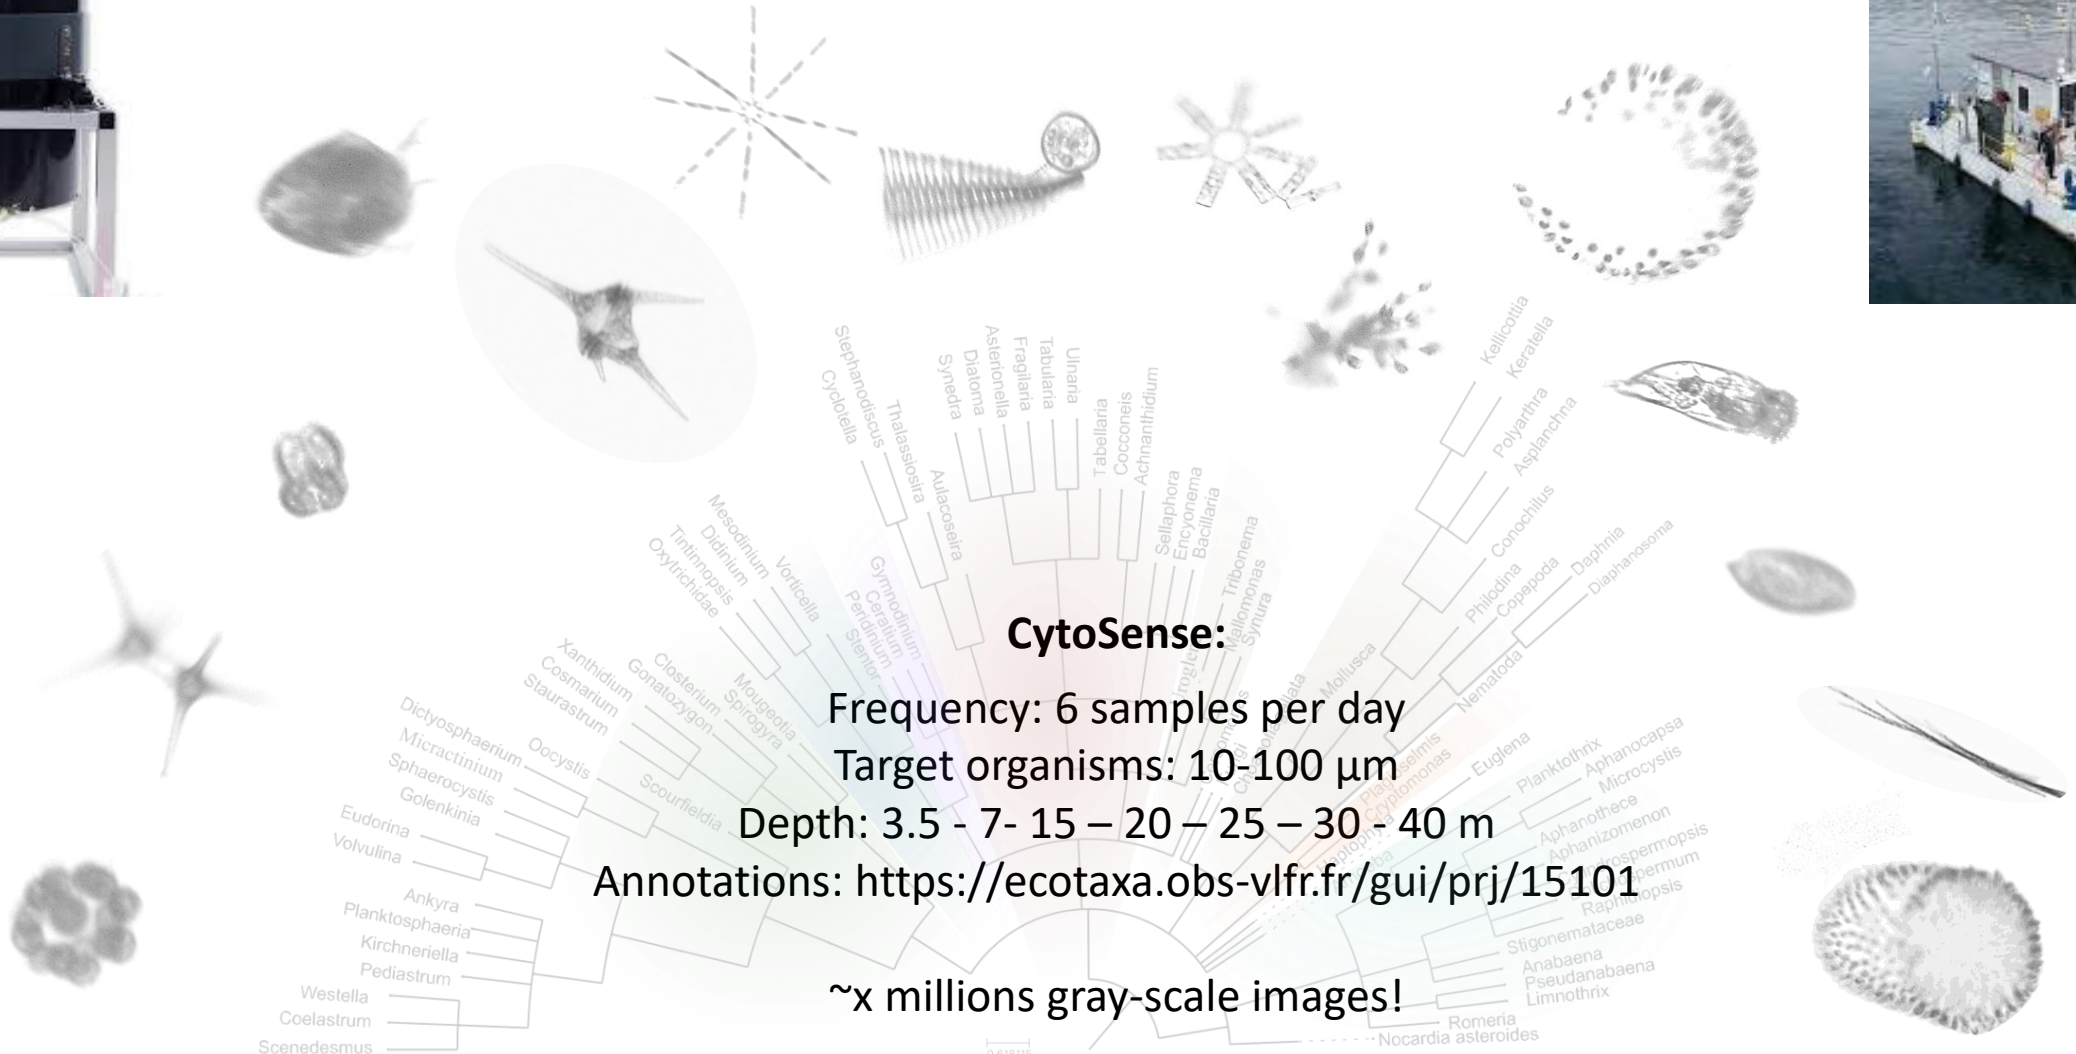 Kellicottia
Keratella
Polyarthra
Asplanchna
Conochilus
Philodina
Copapoda
Daphnia
Diaphanosoma
Nematoda
Mollusca
Stephanodiscus
Cyclotella
Thalassiosira
Aulacoseira
Synedra
Diatoma
Asterionella
Fragilaria
Tabularia
Ulnaria
Tabellaria
Cocconeis
Achnanthidium
Sellaphora
Encyonema
Bacillaria
Tribonema
Mallomonas
Synura
Mesodinium
Didinium
Tintinnopsis
Oxytrichidae
Vorticella
Stentor
Gymnodinium
Ceratium
Peridinium
CytoSense:
Frequency: 6 samples per day
Target organisms: 10-100 µm
Depth: 3.5 - 7- 15 – 20 – 25 – 30 - 40 m
Annotations: https://ecotaxa.obs-vlfr.fr/gui/prj/15101
~x millions gray-scale images!
Xanthidium
Cosmarium
Staurastrum
Closterium
Gonatozygon
Mougeotia
Spirogyra
Dictyosphaerium
Micractinium
Sphaerocystis
Golenkinia
Oocystis
Scourfieldia
Eudorina
Volvulina
Ankyra
Planktosphaeria
Kirchneriella
Pediastrum
Westella
Coelastrum
Scenedesmus
Cryptomonas
Euglena
Planktothrix
Aphanocapsa
Microcystis
Aphanothece
Aphanizomenon
Raphidiopsis
Stigonemataceae
Anabaena
Pseudanabaena
Limnothrix
Romeria
Nocardia asteroides